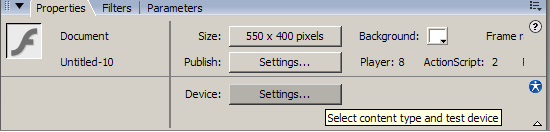 Properties Filters Parameters
Document Size: 550 x 400 pixels Background: Frame r
Untitled-10 Publish: Settings... Player: 8 ActionScript: 2
Device: Settings...
Select content type and test device